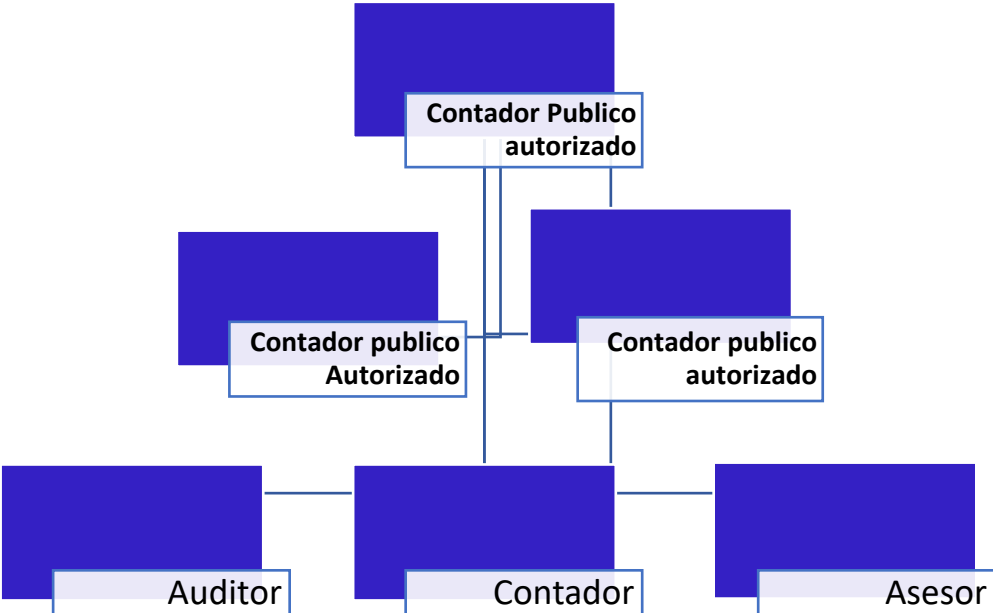 Contador Publico
autorizado
Contador publico
Autorizado
Contador publico
autorizado
Auditor
Contador
Asesor